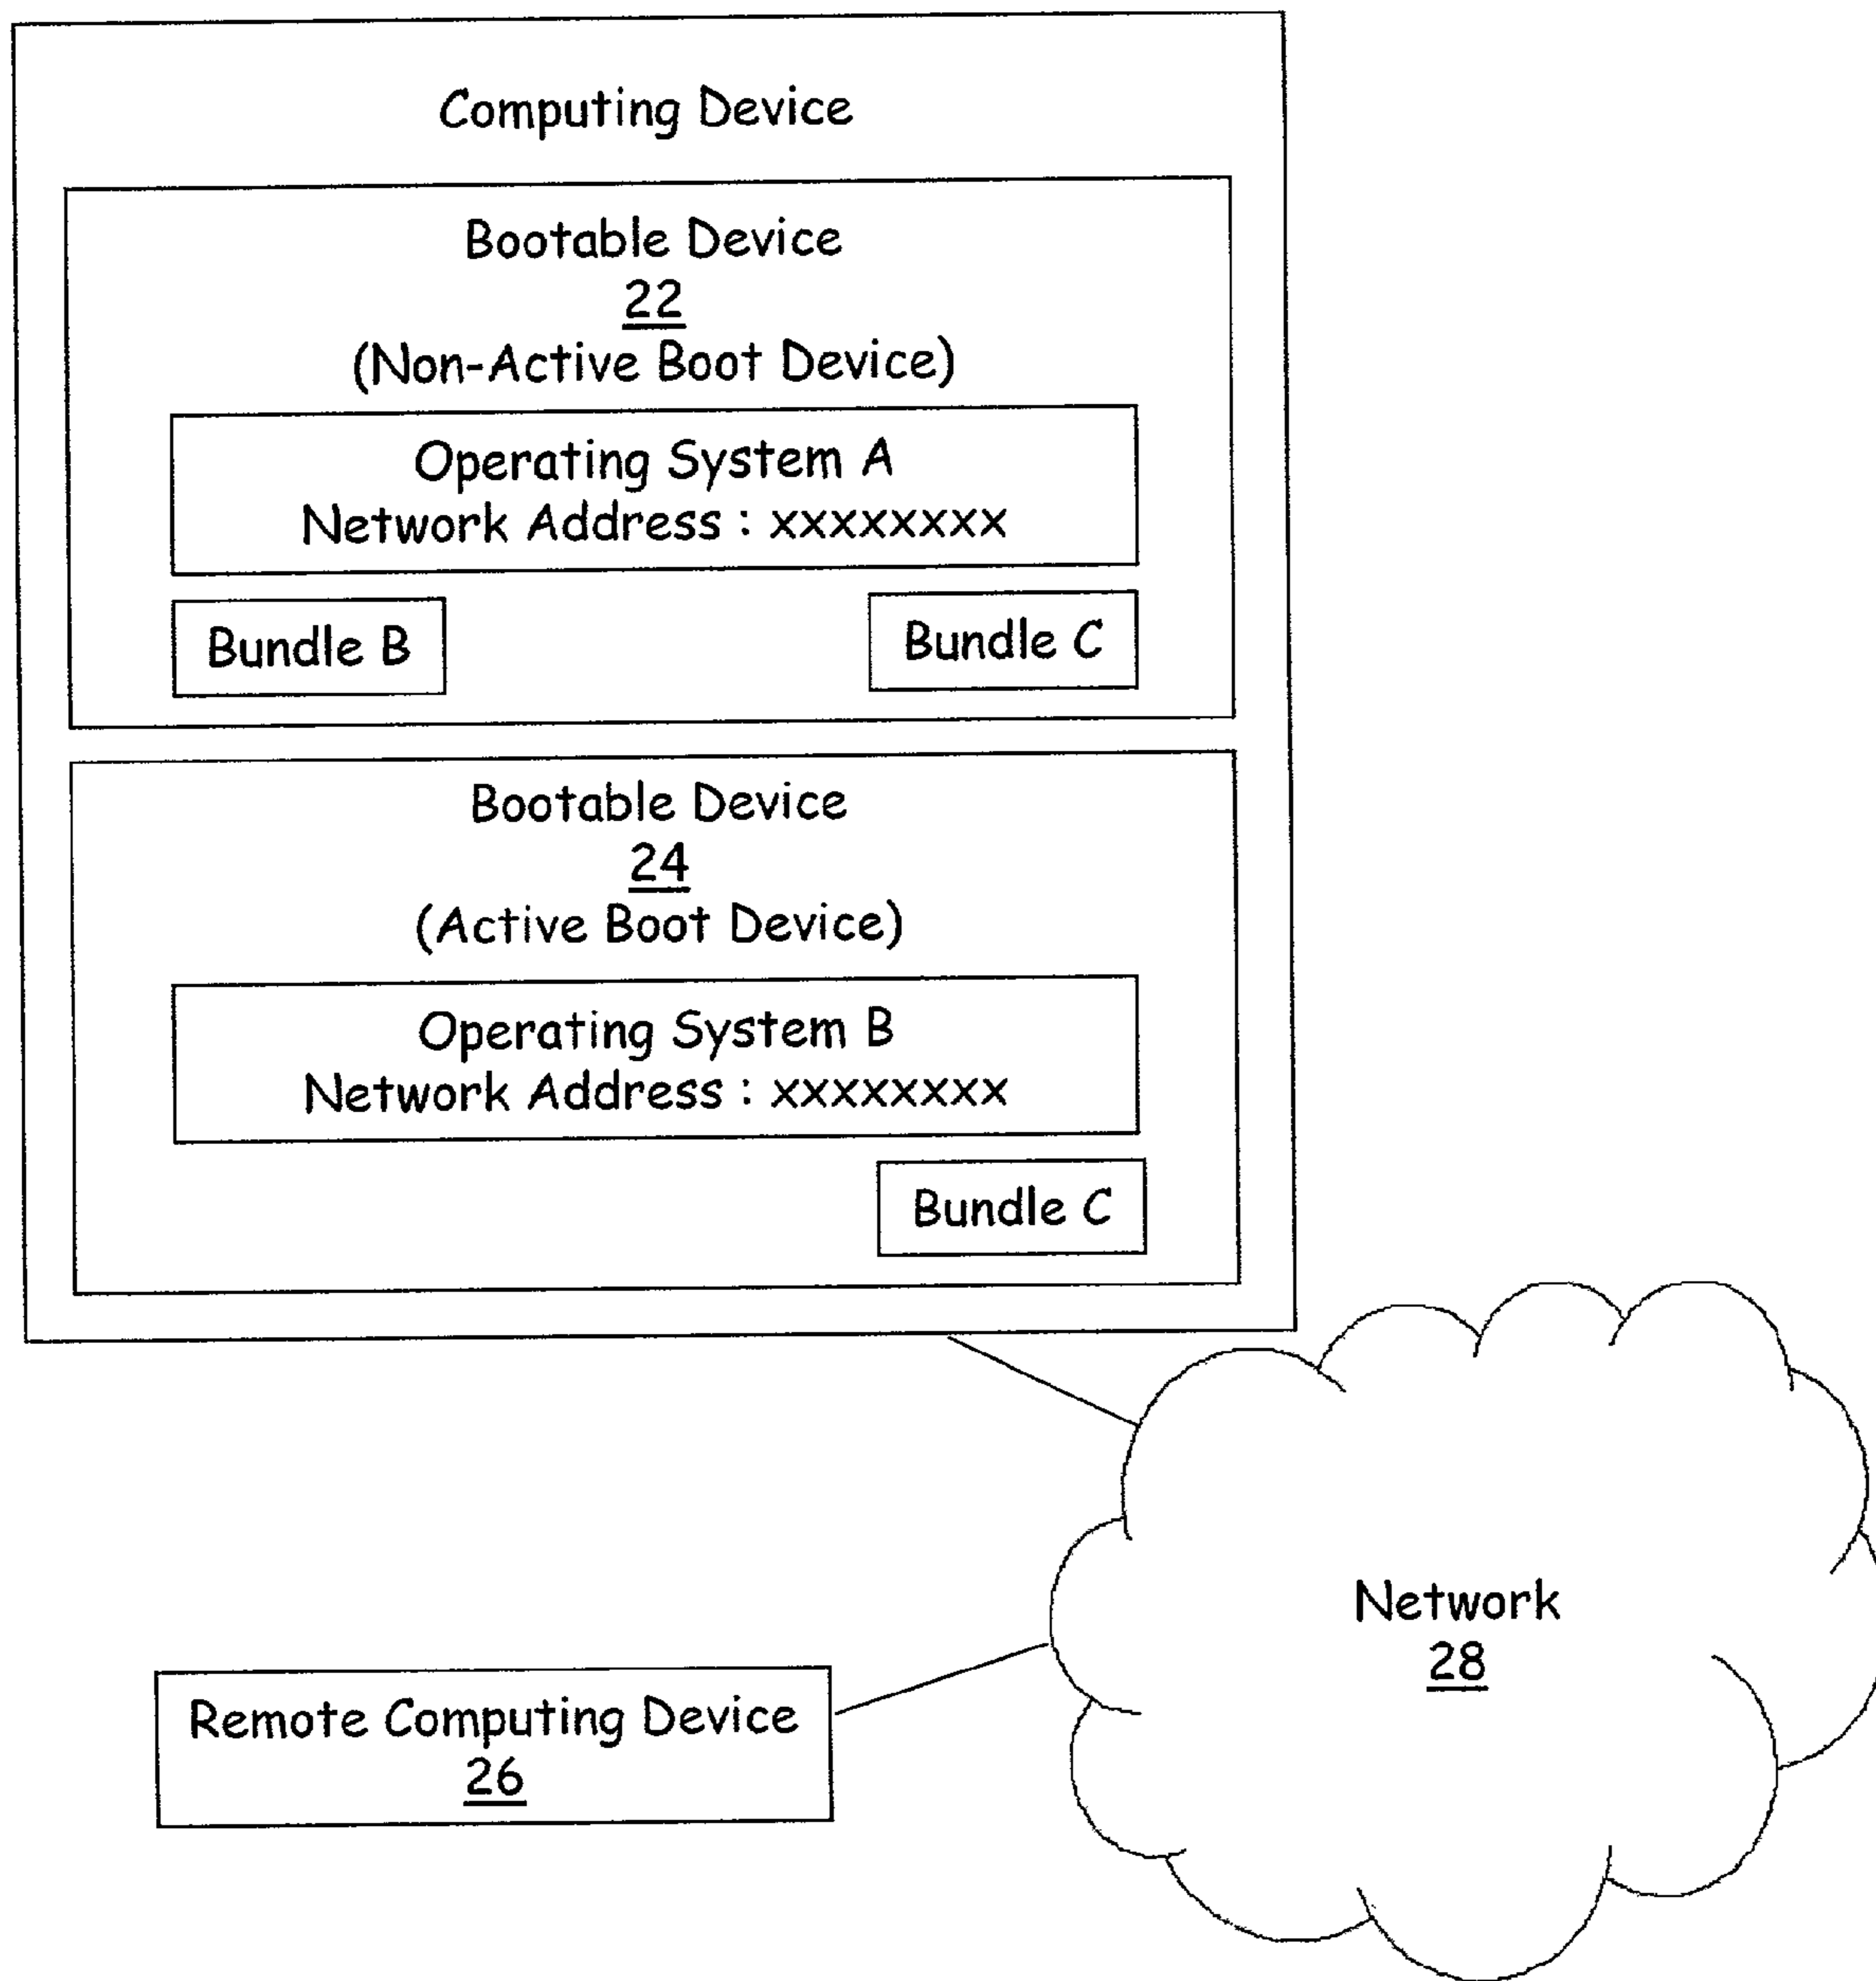 Computing Device
Bootable Device
22
(Non-Active Boot Device)
Operating System A
Network Address : xxxxxxxx
Bundle B
Bundle C
Bootable Device
24
(Active Boot Device)
Operating System B
Network Address : xxxxxxxx
Bundle C
Network
28
Remote Computing Device
26